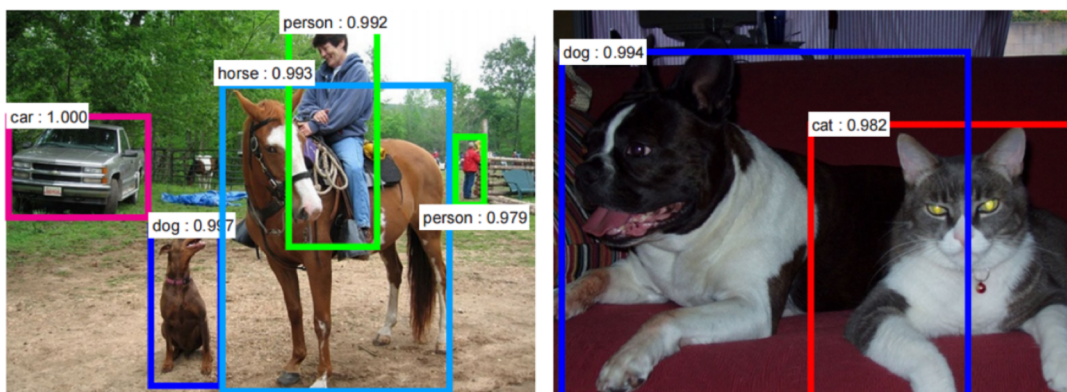 person : 0.992
horse : 0.993
car : 1.000
dog : 0.997
person : 0.979
dog : 0.994
cat : 0.982